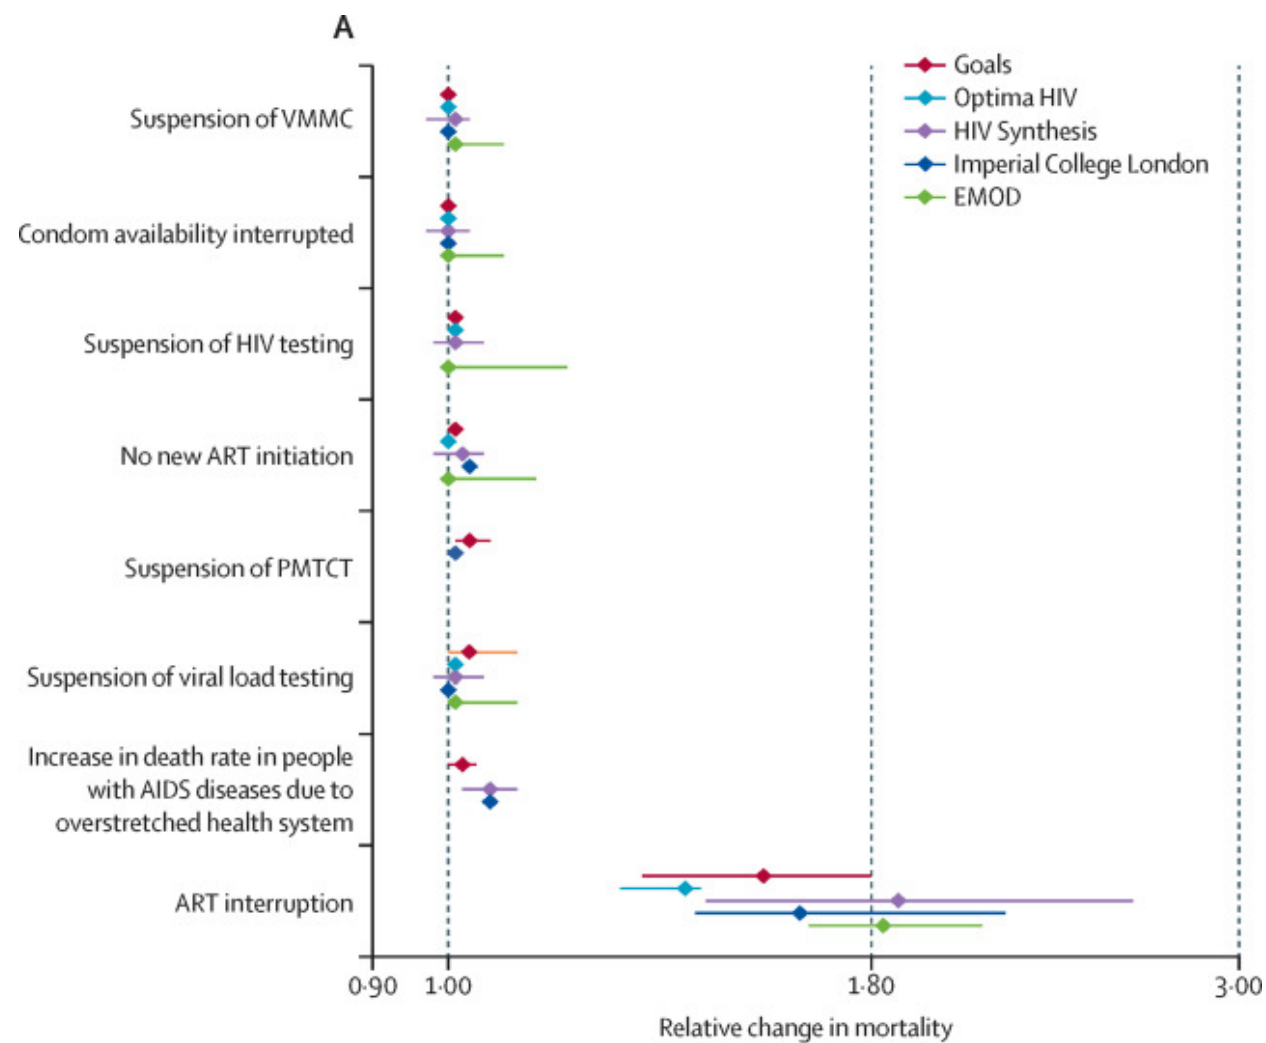 A
Goals
Optima HIV
HIV Synthesis
Imperial College London
EMOD
Suspension of VMMC
Condom availability interrupted
Suspension of HIV testing
No new ART initiation
Suspension of PMTCT
Suspension of viral load testing
Increase in death rate in people
with AIDS diseases due to
overstretched health system
ART interruption
0·90 1·00 1·80 3·00
Relative change in mortality